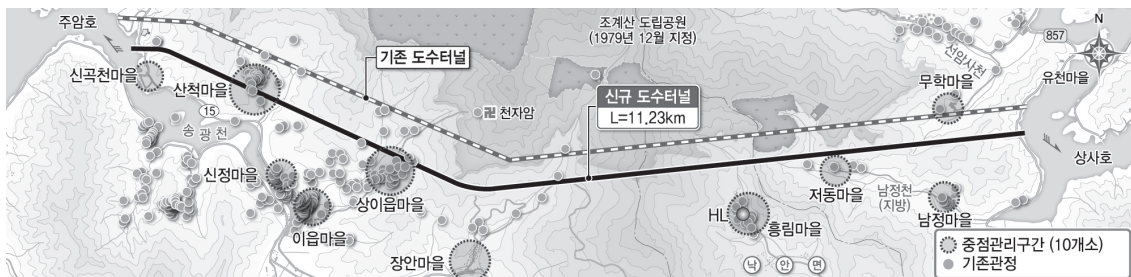 주암호
조계산 도립공원
(1979년 12월 지정)
N
857
선암사천
유천마을
기존 도수터널
신곡천마을
산척마을
무학마을
천자암
신규 도수터널
L=11,23km
15
송광천
상사호
신정마을
상이읍마을
저동마을
남정천
(지방)
HL
이읍마을
흥림마을
남정마을
장안마을
낙 안 면
중점관리구간 (10개소)
기존관정